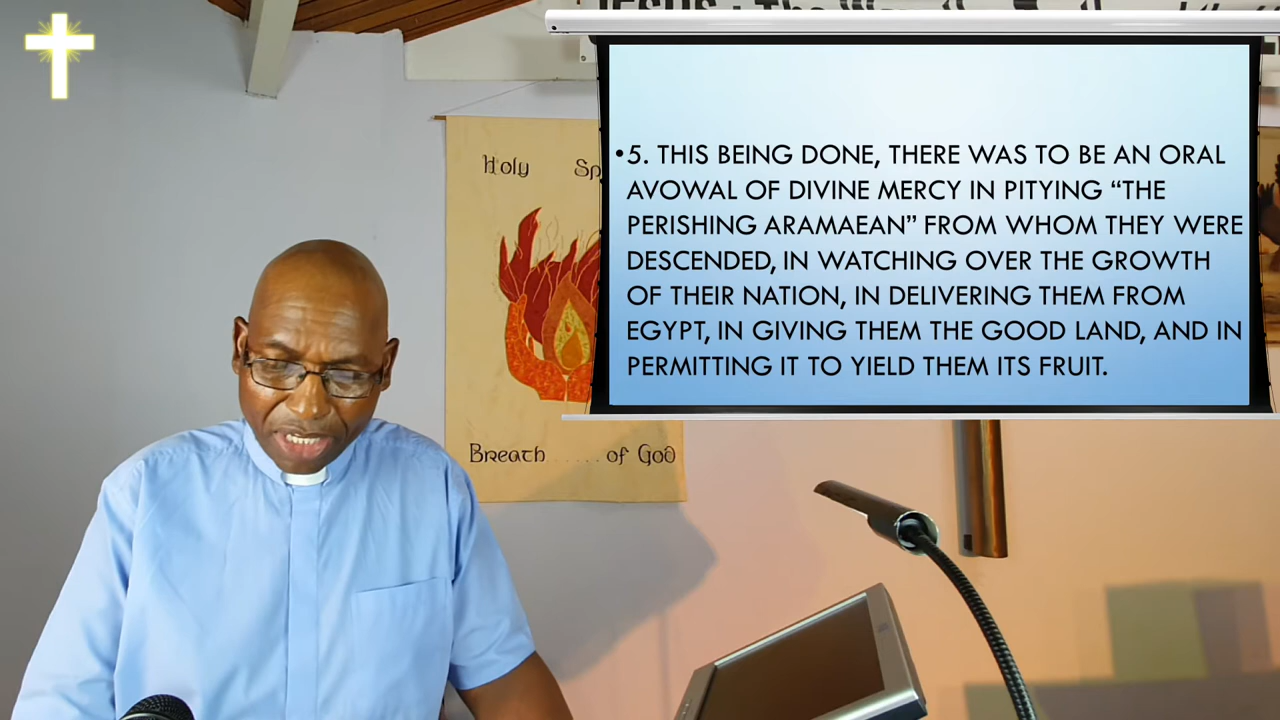 JESUS : The
Holy
Breath ..... of God
•5. THIS BEING DONE, THERE WAS TO BE AN ORAL
AVOWAL OF DIVINE MERCY IN PITYING “THE
PERISHING ARAMAEAN” FROM WHOM THEY WERE
DESCENDED, IN WATCHING OVER THE GROWTH
OF THEIR NATION, IN DELIVERING THEM FROM
EGYPT, IN GIVING THEM THE GOOD LAND, AND IN
PERMITTING IT TO YIELD THEM ITS FRUIT.